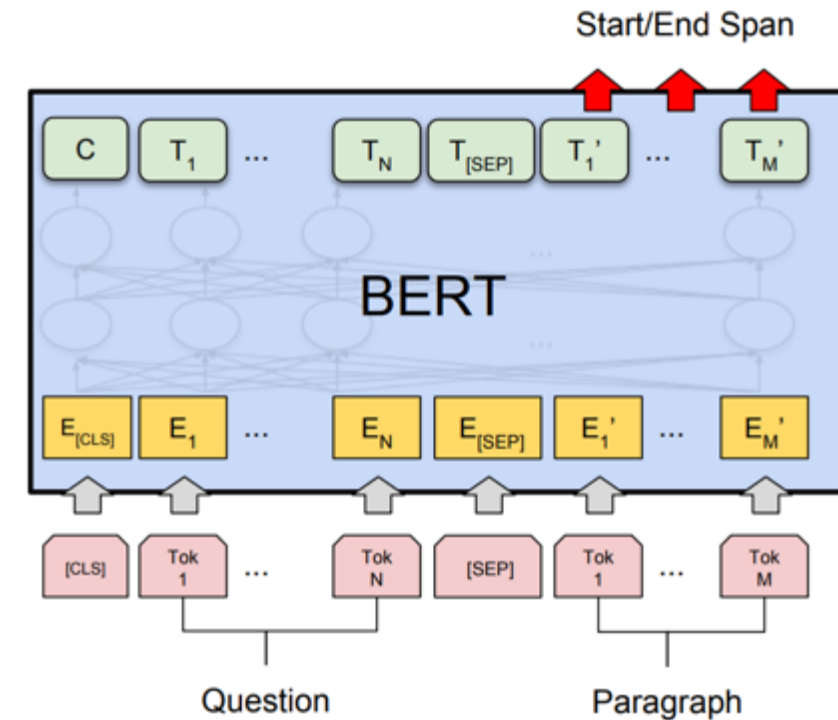 Start/End Span
C T1 ... TN T[SEP] T1’ ... TM’
...
BERT
...
E[CLS] E1 ... EN E[SEP] E1’ ... EM’
[CLS] Tok 1 ... Tok N [SEP] Tok 1 ... Tok M
Question Paragraph